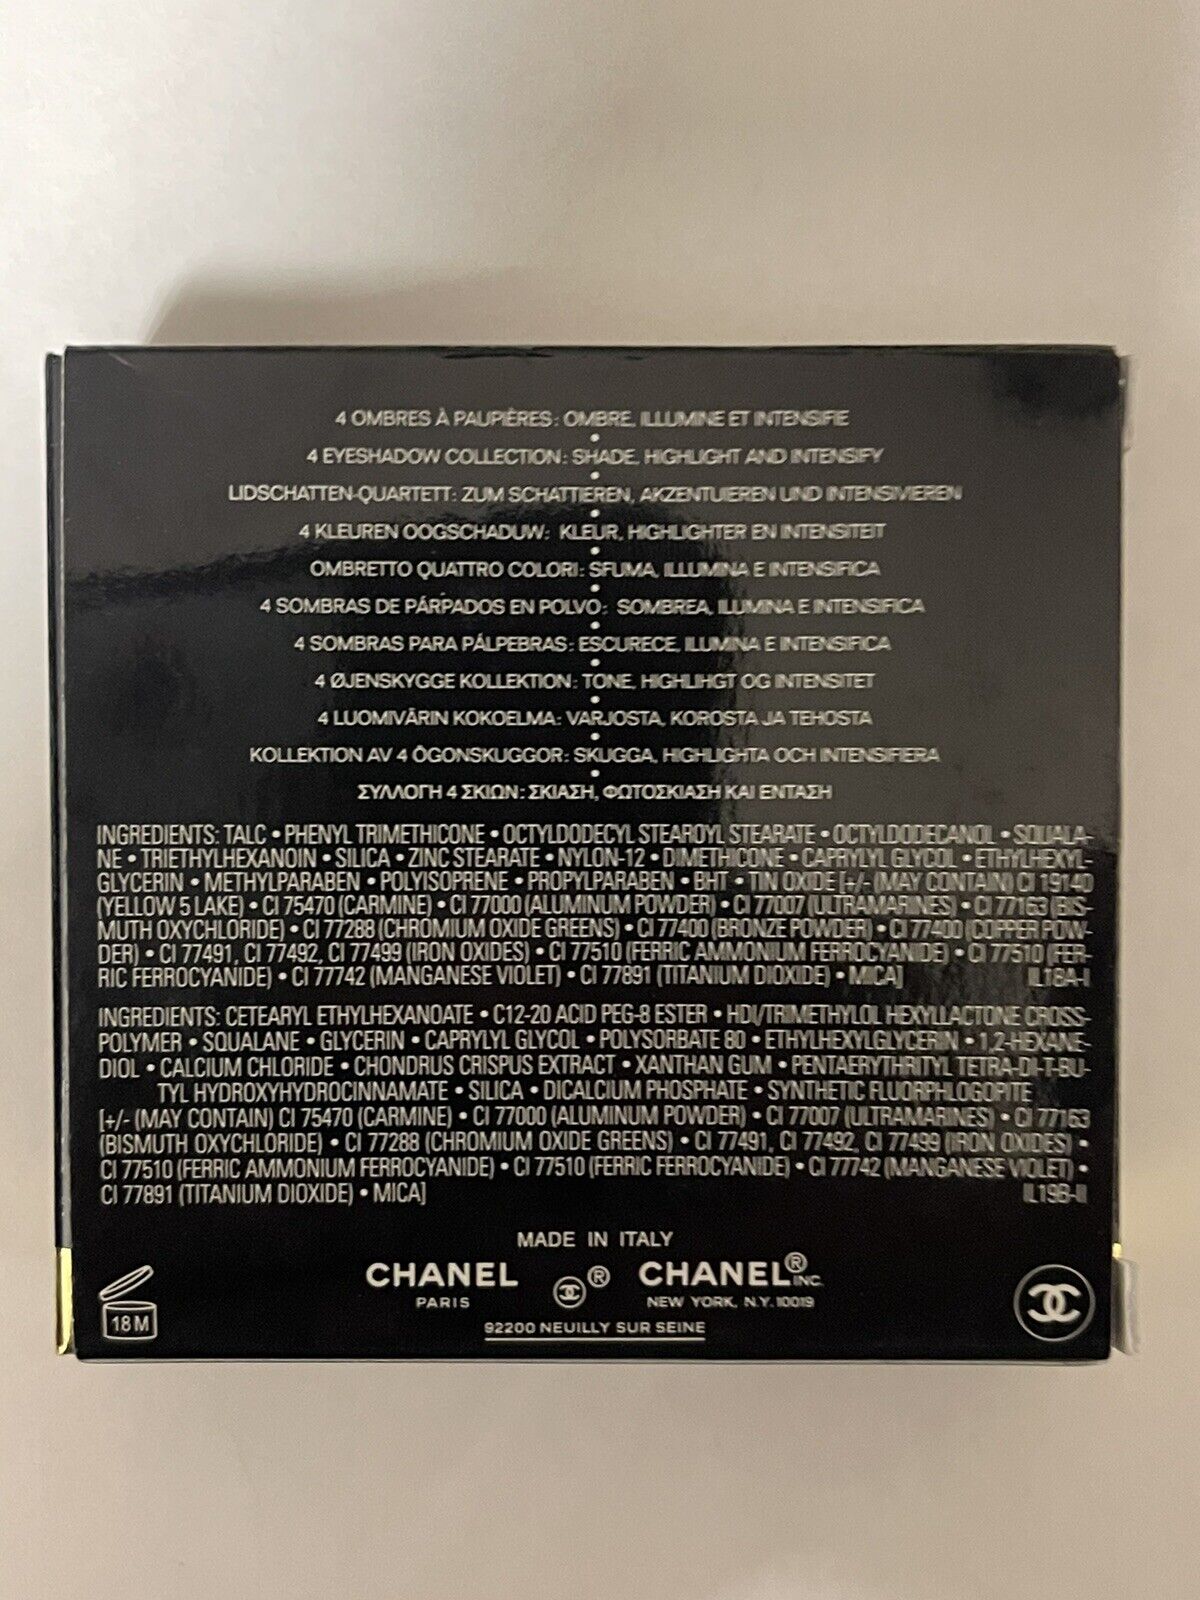 4 OMBRES À PAUPIÈRES: OMBRE, ILLUMINE ET INTENSIFIE
•
4 EYESHADOW COLLECTION: SHADE, HIGHLIGHT AND INTENSIFY
•
LIDSCHATTEN-QUARTETT: ZUM SCHATTIEREN, AKZENTUIEREN UND INTENSIVIEREN
•
4 KLEUREN OOGSCHADUW: KLEUR, HIGHLIGHTER EN INTENSITEIT
•
OMBRETTO QUATTRO COLORI: SFUMA, ILLUMINA E INTENSIFICA
•
4 SOMBRAS DE PÁRPADOS EN POLVO: SOMBREA, ILUMINA E INTENSIFICA
•
4 SOMBRAS PARA PÁLPEBRAS: ESCURECE, ILUMINA E INTENSIFICA
•
4 ØJENSKYGGE KOLLEKTION: TONE, HIGHLIHGT OG INTENSITET
•
4 LUOMIVÄRIN KOKOELMA: VARJOSTA, KOROSTA JA TEHOSTA
•
KOLLEKTION AV 4 ÖGONSKUGGOR: SKUGGA, HIGHLIGHTA OCH INTENSIFIERA
•
ΣΥΛΛΟΓΗ 4 ΣΚΙΩΝ: ΣΚΙΑΣΗ, ΦΩΤΟΣΚΙΑΣΗ ΚΑΙ ΕΝΤΑΣΗ
INGREDIENTS: TALC • PHENYL TRIMETHICONE • OCTYLDODECYL STEAROYL STEARATE • OCTYLDODECANOL • SQUALA-
NE • TRIETHYLHEXANOIN • SILICA • ZINC STEARATE • NYLON-12 • DIMETHICONE • CAPRYLYL GLYCOL • ETHYLHEXYL-
GLYCERIN • METHYLPARABEN • POLYISOPRENE • PROPYLPARABEN • BHT • TIN OXIDE [+/- (MAY CONTAIN) CI 19140
(YELLOW 5 LAKE) • CI 75470 (CARMINE) • CI 77000 (ALUMINUM POWDER) • CI 77007 (ULTRAMARINES) • CI 77163 (BIS-
MUTH OXYCHLORIDE) • CI 77288 (CHROMIUM OXIDE GREENS) • CI 77400 (BRONZE POWDER) • CI 77400 (COPPER POW-
DER) • CI 77491, CI 77492, CI 77499 (IRON OXIDES) • CI 77510 (FERRIC AMMONIUM FERROCYANIDE) • CI 77510 (FER-
RIC FERROCYANIDE) • CI 77742 (MANGANESE VIOLET) • CI 77891 (TITANIUM DIOXIDE) • MICA] IL18A-I
INGREDIENTS: CETEARYL ETHYLHEXANOATE • C12-20 ACID PEG-8 ESTER • HDI/TRIMETHYLOL HEXYLLACTONE CROSS-
POLYMER • SQUALANE • GLYCERIN • CAPRYLYL GLYCOL • POLYSORBATE 80 • ETHYLHEXYLGLYCERIN • 1,2-HEXANE-
DIOL • CALCIUM CHLORIDE • CHONDRUS CRISPUS EXTRACT • XANTHAN GUM • PENTAERYTHRITYL TETRA-DI-T-BU-
TYL HYDROXYHYDROCINNAMATE • SILICA • DICALCIUM PHOSPHATE • SYNTHETIC FLUORPHLOGOPITE
[+/- (MAY CONTAIN) CI 75470 (CARMINE) • CI 77000 (ALUMINUM POWDER) • CI 77007 (ULTRAMARINES) • CI 77163
(BISMUTH OXYCHLORIDE) • CI 77288 (CHROMIUM OXIDE GREENS) • CI 77491, CI 77492, CI 77499 (IRON OXIDES) •
CI 77510 (FERRIC AMMONIUM FERROCYANIDE) • CI 77510 (FERRIC FERROCYANIDE) • CI 77742 (MANGANESE VIOLET) •
CI 77891 (TITANIUM DIOXIDE) • MICA] IL19B-II
MADE IN ITALY
CHANEL ® CHANEL® INC.
PARIS NEW YORK, N.Y. 10019
92200 NEUILLY SUR SEINE
18 M